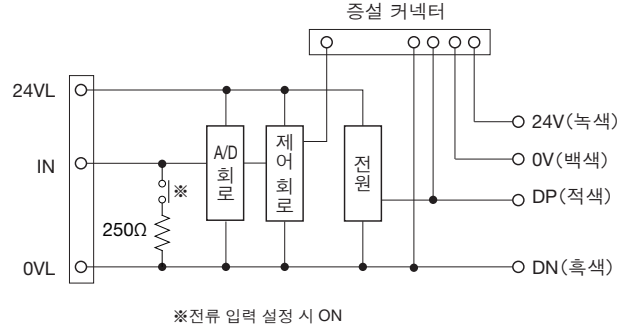 증설 커넥터
24VL
24V(녹색)
IN
A/D 회로
제어 회로
전원
0V(백색)
※
250Ω
DP(적색)
0VL
DN(흑색)
※전류 입력 설정 시 ON